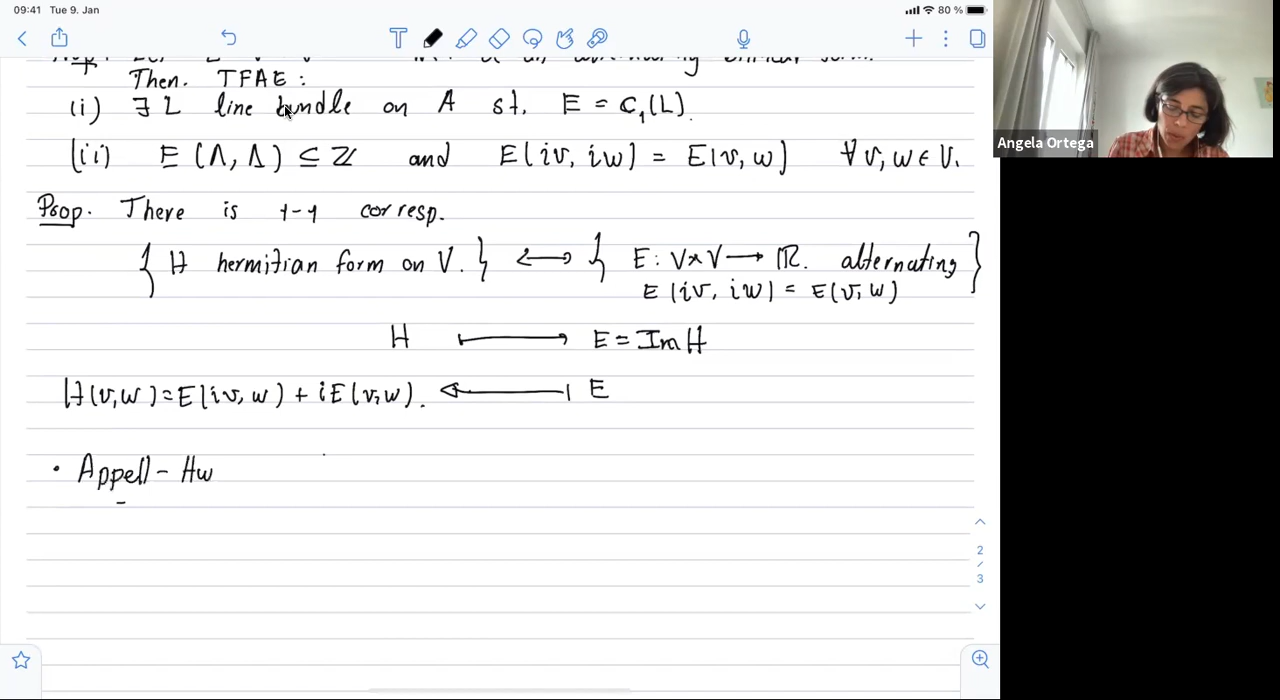 09:41 Tue 9. Jan
80 %
T
Then. TFAE :
(i) ∃ L line bundle on A st. E = C₁(L).
(ii) E (Λ, Λ) ⊆ ℤ and E(iv, iw) = E(v, w) ∀ v, w ∈ V.
Prop. There is 1-1 corresp.
{ H hermitian form on V. } ⟷ { E : V×V ⟶ ℝ. alternating }
E (iv, iw) = E(v, w)
H ⟼ E = Im H
H(v, w) = E(iv, w) + iE(v, w). ⟻ E
• Appell - Hw
2
/
3
Angela Ortega